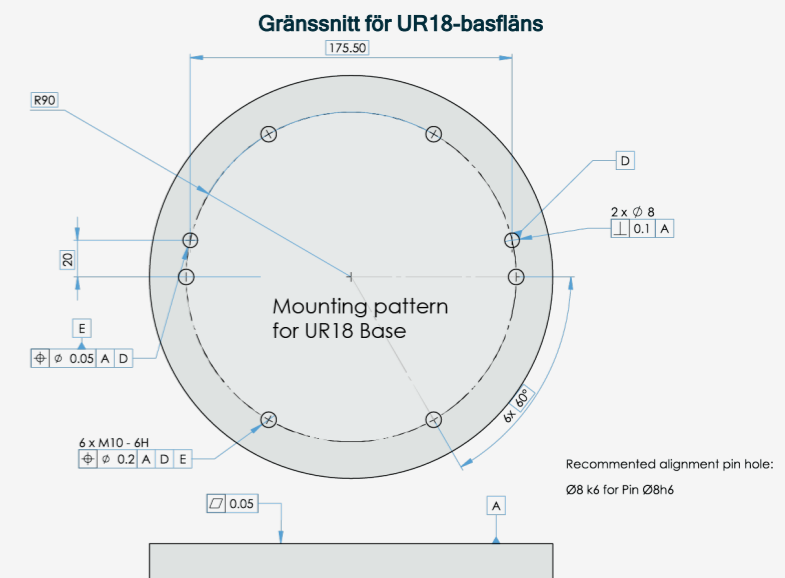 Gränssnitt för UR18-basfläns
175.50
R90
D
2 x Ø 8
⊥ 0.1 A
20
Mounting pattern
for UR18 Base
E
⌖ ⌀ 0.05 A D
6x 60°
6 x M10 - 6H
⌖ ⌀ 0.2 A D E
Recommented alignment pin hole:
Ø8 k6 for Pin Ø8h6
⏥ 0.05
A